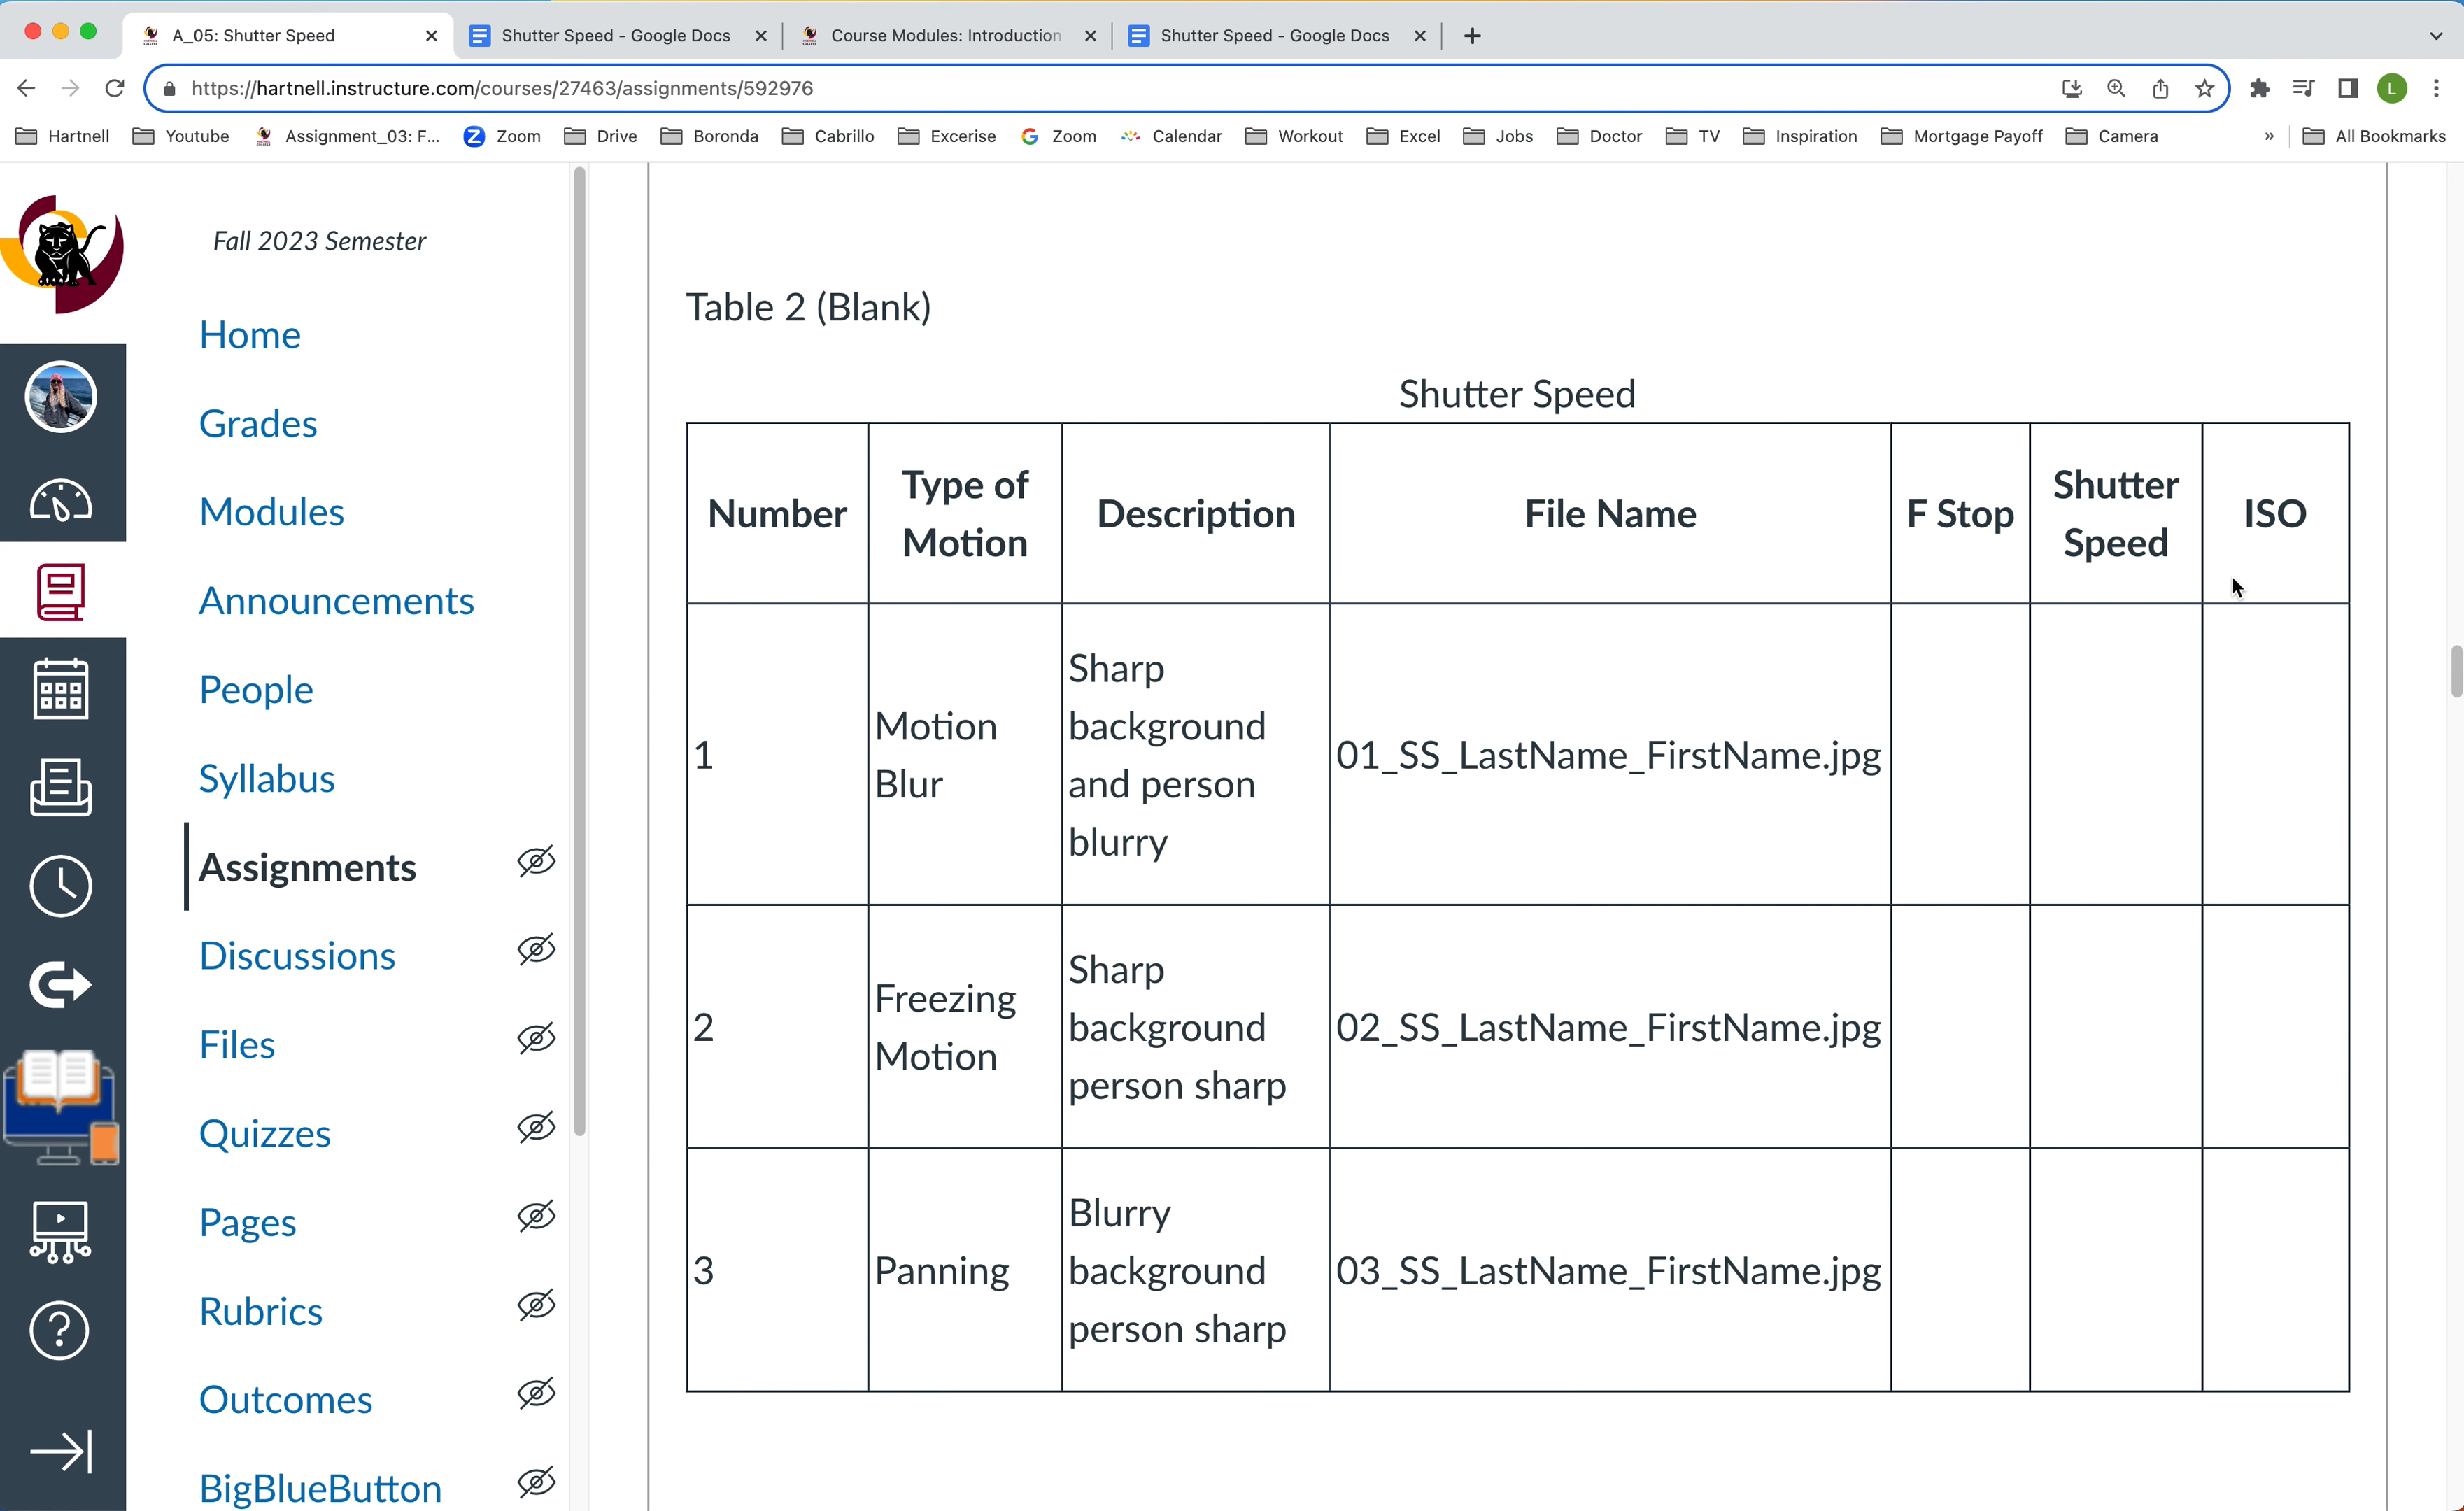 A_05: Shutter Speed
Shutter Speed - Google Docs
Course Modules: Introduction
Shutter Speed - Google Docs
https://hartnell.instructure.com/courses/27463/assignments/592976
L
Hartnell
Youtube
Assignment_03: F...
Zoom
Drive
Boronda
Cabrillo
Excerise
Zoom
Calendar
Workout
Excel
Jobs
Doctor
TV
Inspiration
Mortgage Payoff
Camera
»
All Bookmarks
Fall 2023 Semester
Home
Grades
Modules
Announcements
People
Syllabus
Assignments
Discussions
Files
Quizzes
Pages
Rubrics
Outcomes
BigBlueButton
Table 2 (Blank)
Shutter Speed
Number
Type of
Motion
Description
File Name
F Stop
Shutter
Speed
ISO
1
Motion
Blur
Sharp
background
and person
blurry
01_SS_LastName_FirstName.jpg
2
Freezing
Motion
Sharp
background
person sharp
02_SS_LastName_FirstName.jpg
3
Panning
Blurry
background
person sharp
03_SS_LastName_FirstName.jpg